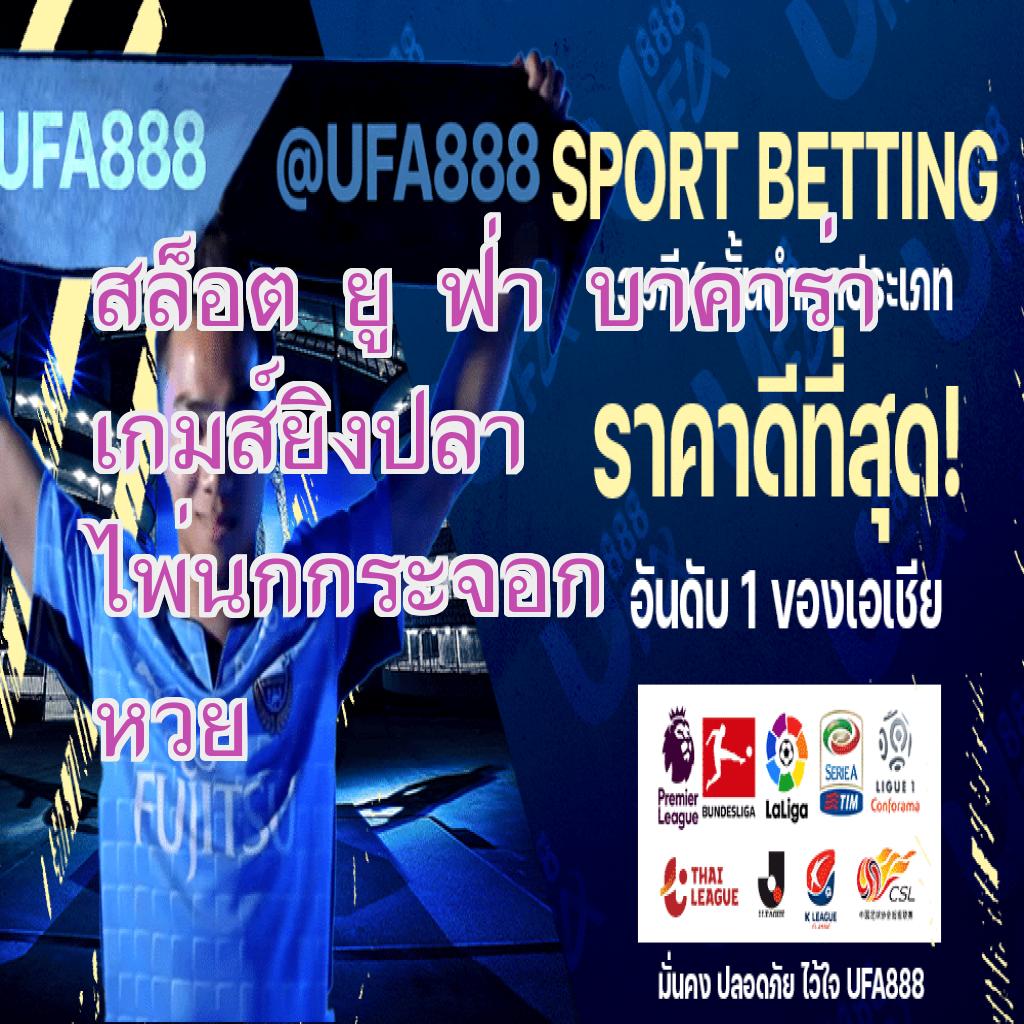 UFA888
@UFA888
SPORT BETTING
สล็อต ยู ฟ่า บาคาร่า
เกมส์ยิงปลา
ราคาดีที่สุด!
ไพ่นกกระจอก
อันดับ 1 ของเอเชีย
หวย
FUJITSU
Premier
League
BUNDESLIGA
LaLiga
SERIE A
TIM
LIGUE 1
Conforama
THAI
LEAGUE
J.LEAGUE
K LEAGUE
CSL
มั่นคง ปลอดภัย ไว้ใจ UFA888